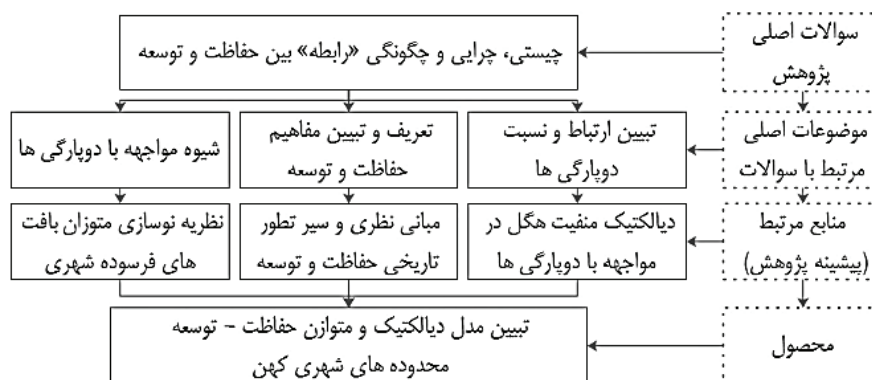 سوالات اصلی
پژوهش
چیستی، چرایی و چگونگی «رابطه» بین حفاظت و توسعه
موضوعات اصلی
مرتبط با سوالات
تبیین ارتباط و نسبت
دوپارگی ها
تعریف و تبیین مفاهیم
حفاظت و توسعه
شیوه مواجهه با دوپارگی ها
منابع مرتبط
(پیشینه پژوهش)
دیالکتیک منفیت هگل در
مواجهه با دوپارگی ها
مبانی نظری و سیر تطور
تاریخی حفاظت و توسعه
نظریه نوسازی متوزان بافت
های فرسوده شهری
محصول
تبیین مدل دیالکتیک و متوازن حفاظت - توسعه
محدوده های شهری کهن